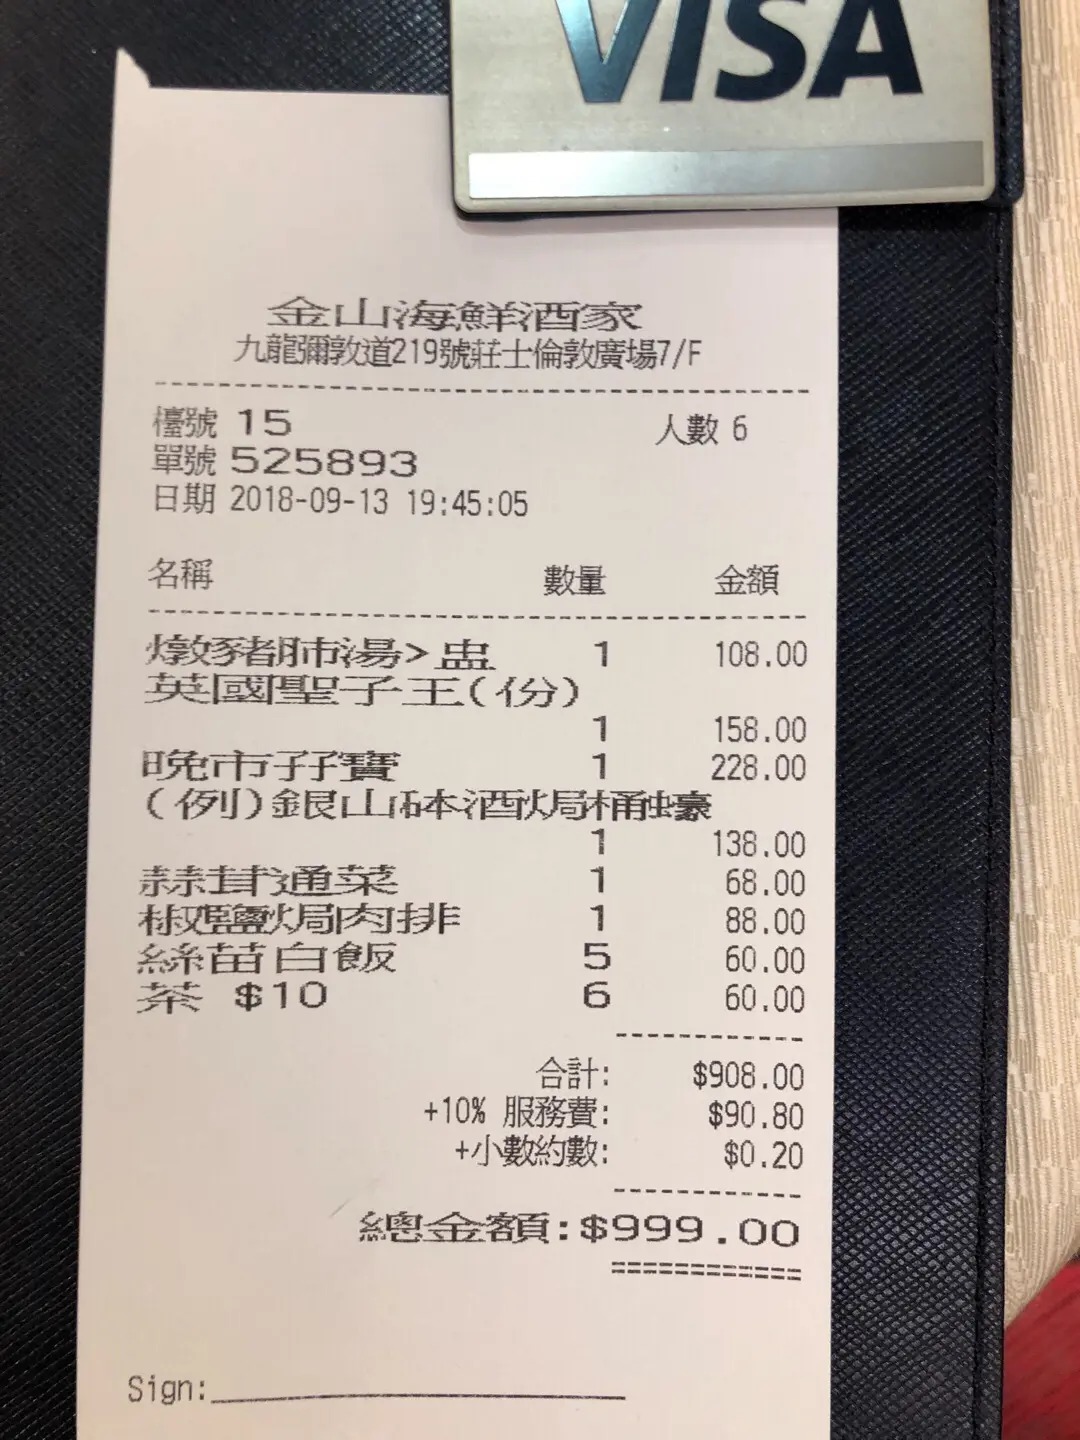 VISA
金山海鮮酒家
九龍彌敦道219號莊士倫敦廣場7/F
檯號 15 人數 6
單號 525893
日期 2018-09-13 19:45:05
名稱 數量 金額
燉豬肺湯>盅 1 108.00
英國聖子王(份)
1 158.00
晚市孖寶 1 228.00
(例)銀山砵酒焗桶蠔
1 138.00
蒜茸通菜 1 68.00
椒鹽焗肉排 1 88.00
絲苗白飯 5 60.00
茶 $10 6 60.00
合計: $908.00
+10% 服務費: $90.80
+小數約數: $0.20
總金額:$999.00
Sign: